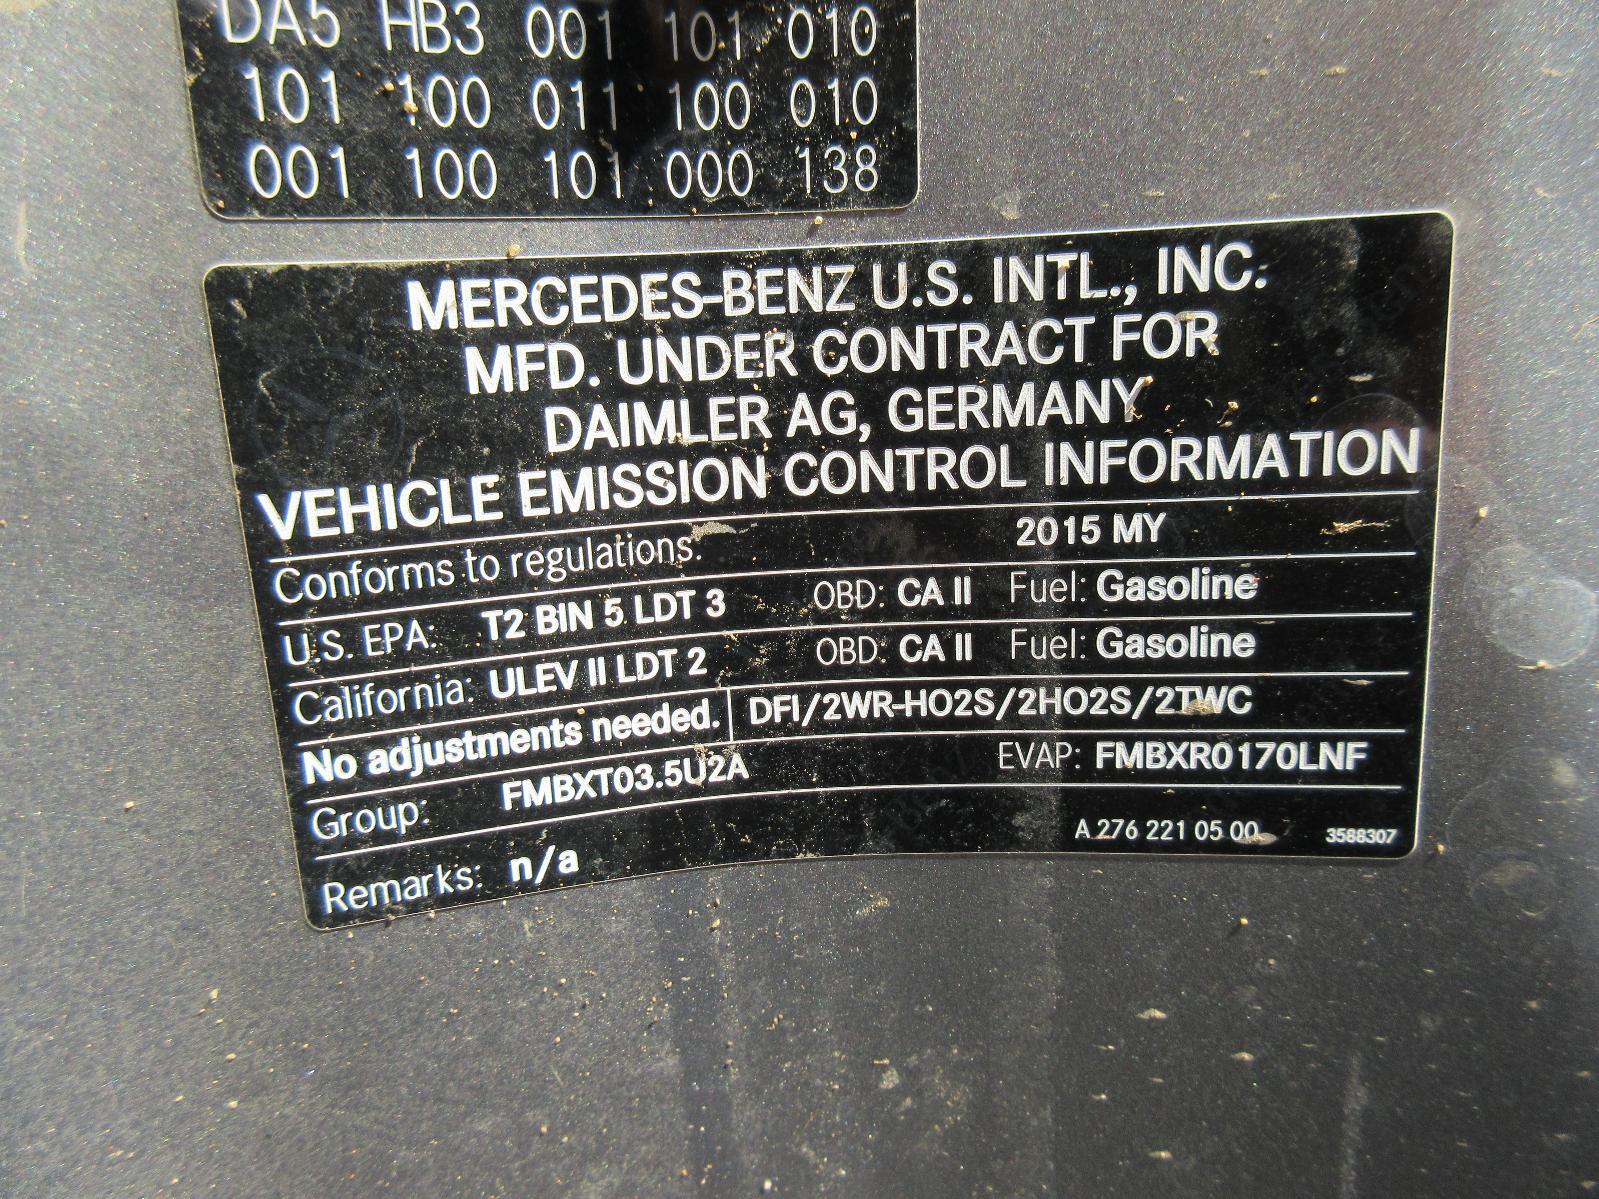 DA5 HB3 001 101 010
101 100 011 100 010
001 100 101 000 138
MERCEDES-BENZ U.S. INTL., INC.
MFD. UNDER CONTRACT FOR
DAIMLER AG, GERMANY
VEHICLE EMISSION CONTROL INFORMATION
Conforms to regulations: 2015 MY
U.S. EPA: T2 BIN 5 LDT 3 OBD: CA II Fuel: Gasoline
California: ULEV II LDT 2 OBD: CA II Fuel: Gasoline
No adjustments needed. DFI/2WR-HO2S/2HO2S/2TWC
Group: FMBXT03.5U2A EVAP: FMBXR0170LNF
Remarks: n/a A 276 221 05 00 3588307